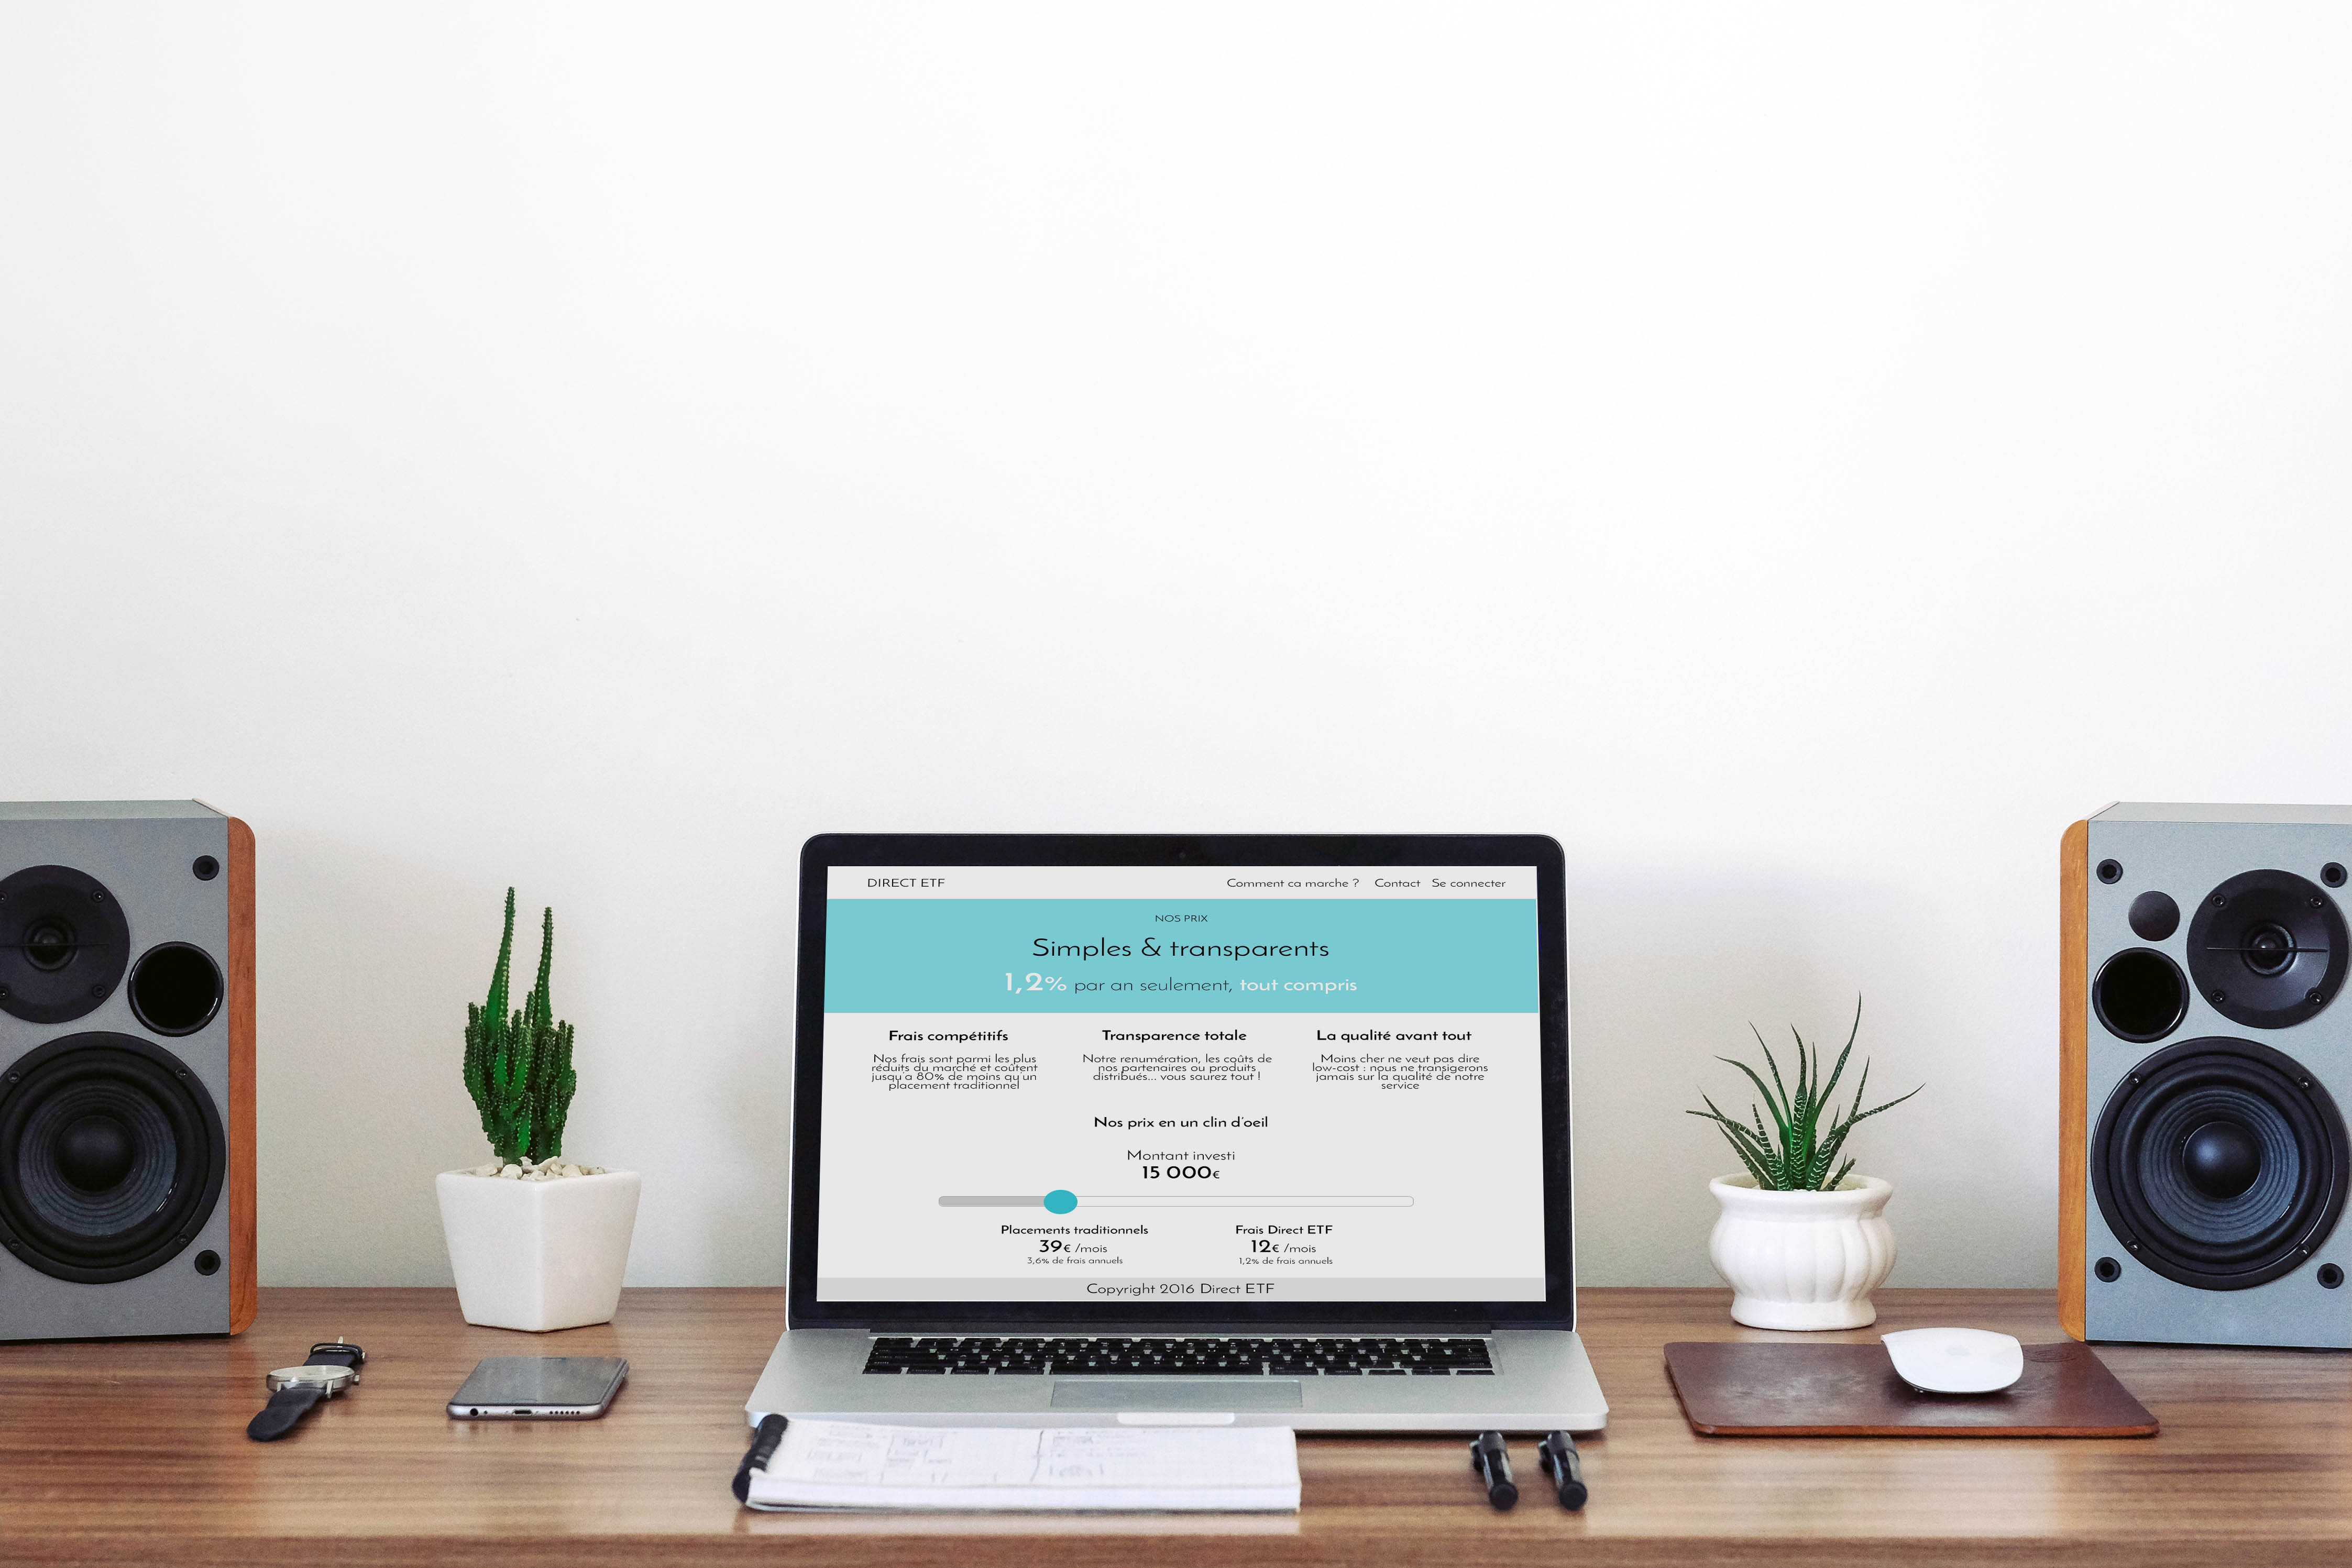 DIRECT ETF Comment ca marche ? Contact Se connecter
NOS PRIX
Simples & transparents
1,2% par an seulement, tout compris
Frais compétitifs
Nos frais sont parmi les plus
réduits du marché et coûtent
jusqu'a 80% de moins qu'un
placement traditionnel
Transparence totale
Notre renumération, les coûts de
nos partenaires ou produits
distribués... vous saurez tout !
La qualité avant tout
Moins cher ne veut pas dire
low-cost : nous ne transigerons
jamais sur la qualité de notre
service
Nos prix en un clin d'oeil
Montant investi
15 000€
Placements traditionnels
39€ /mois
3,6% de frais annuels
Frais Direct ETF
12€ /mois
1,2% de frais annuels
Copyright 2016 Direct ETF